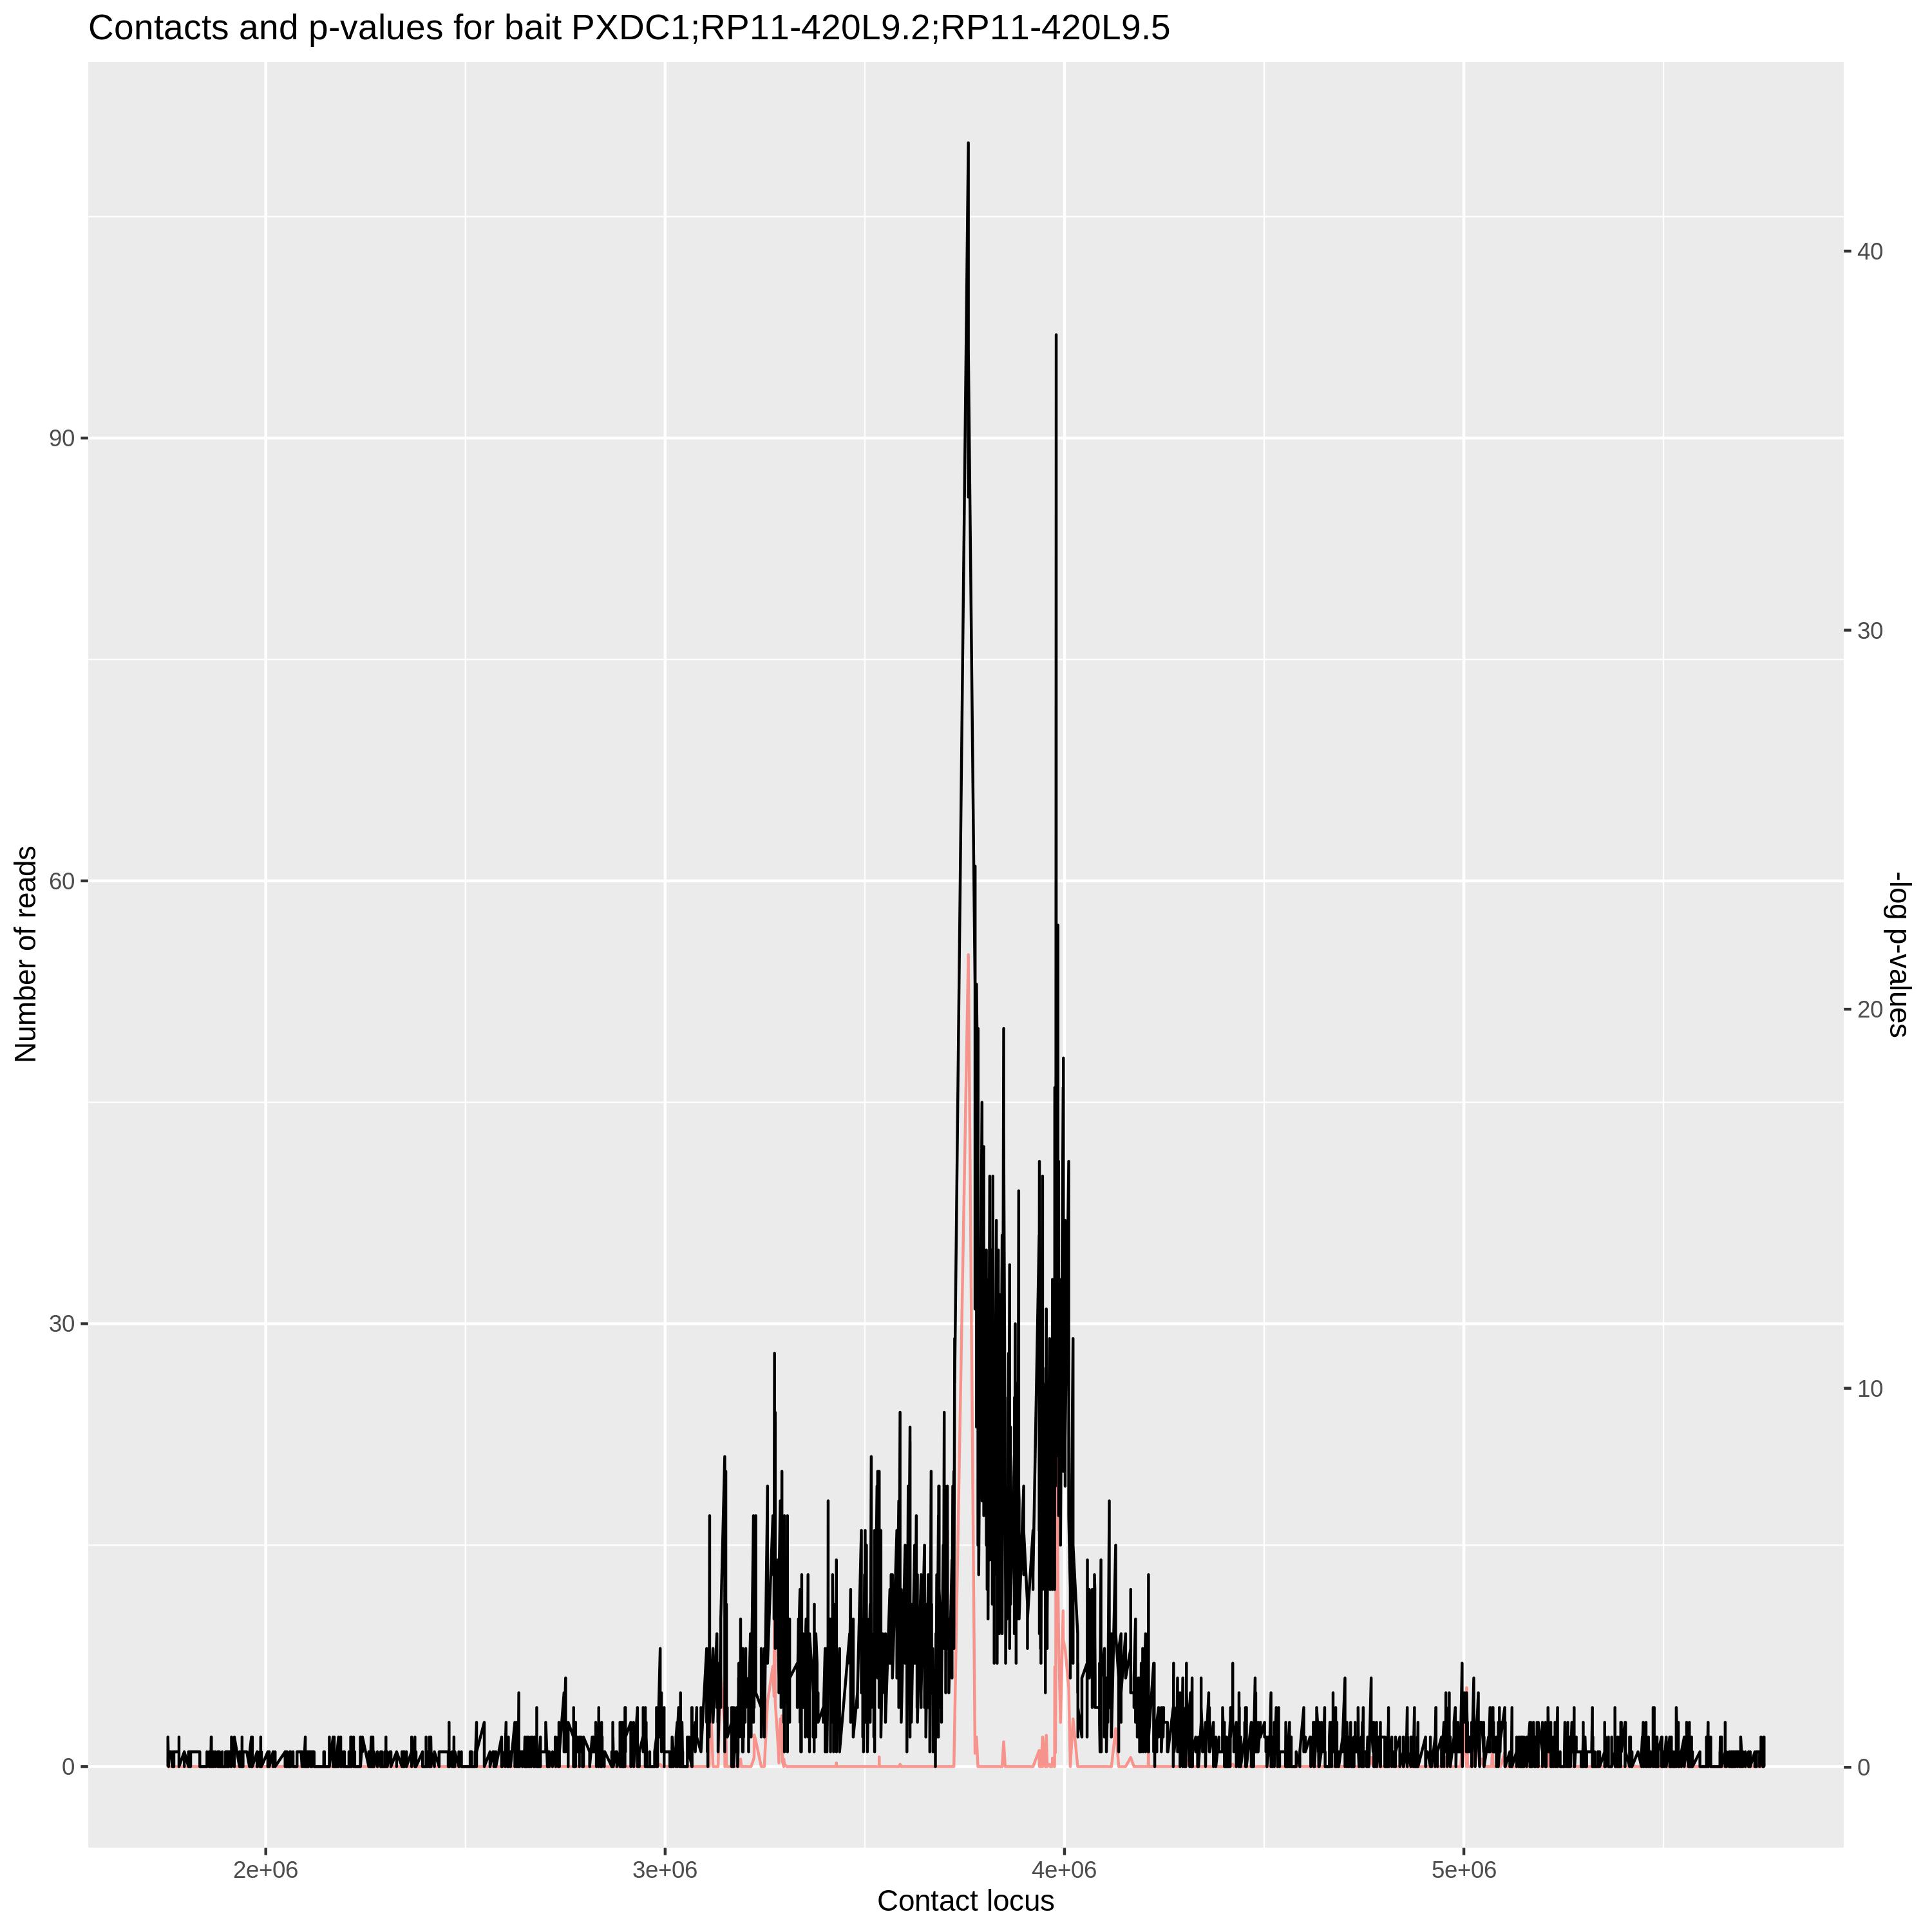 Contacts and p-values for bait PXDC1;RP11-420L9.2;RP11-420L9.5
40
90
30
60
Number of reads
-log p-values
20
30
10
0
0
2e+06
3e+06
4e+06
5e+06
Contact locus